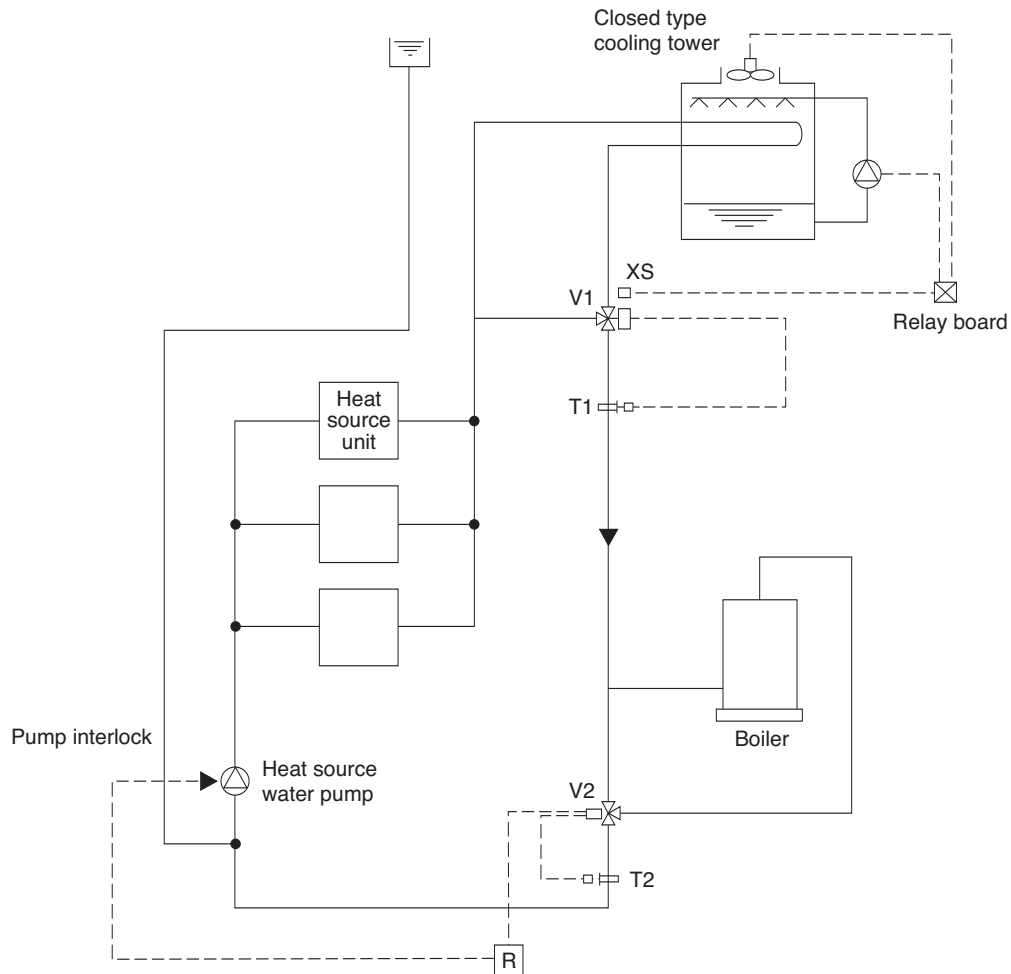 Closed type
cooling tower
XS
V1
Relay board
T1
Heat
source
unit
Pump interlock
Heat source
water pump
Boiler
V2
T2
R